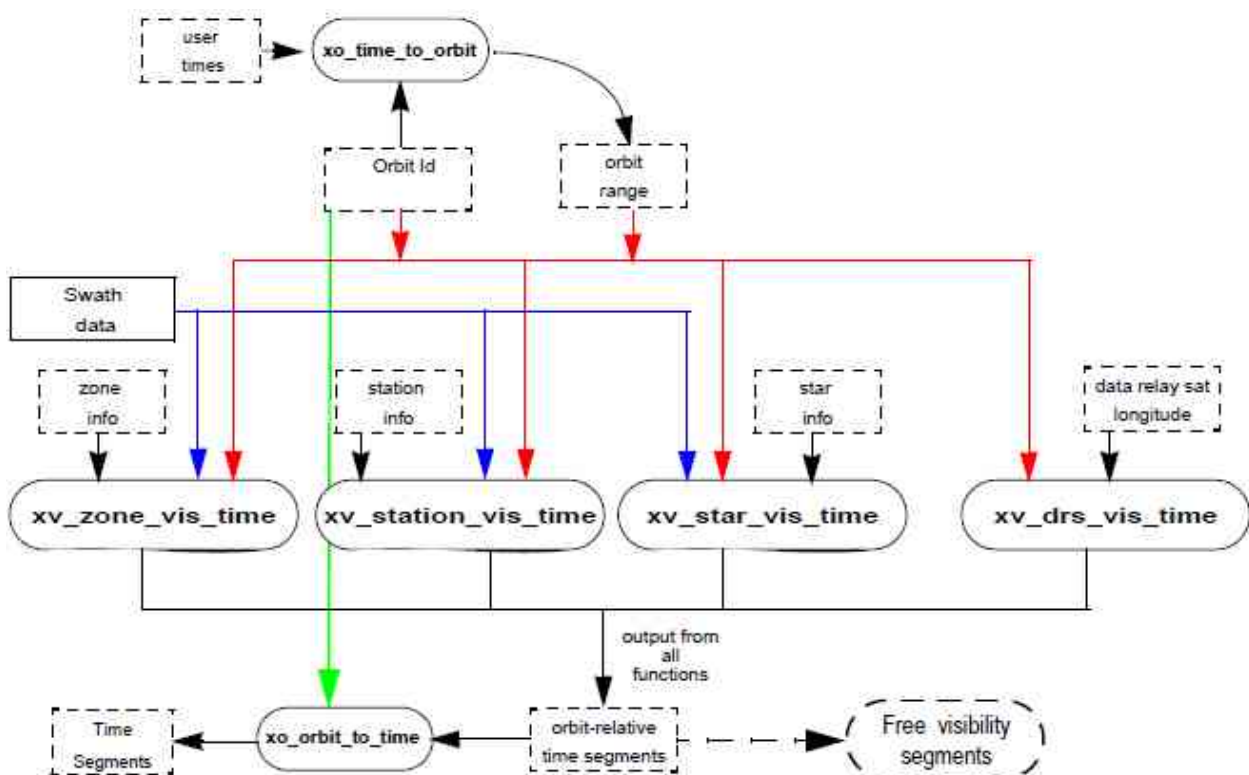 user
times
xo_time_to_orbit
Orbit Id
orbit
range
Swath
data
zone
info
station
info
star
info
data relay sat
longitude
xv_zone_vis_time
xv_station_vis_time
xv_star_vis_time
xv_drs_vis_time
output from
all
functions
Time
Segments
xo_orbit_to_time
orbit-relative
time segments
Free visibility
segments